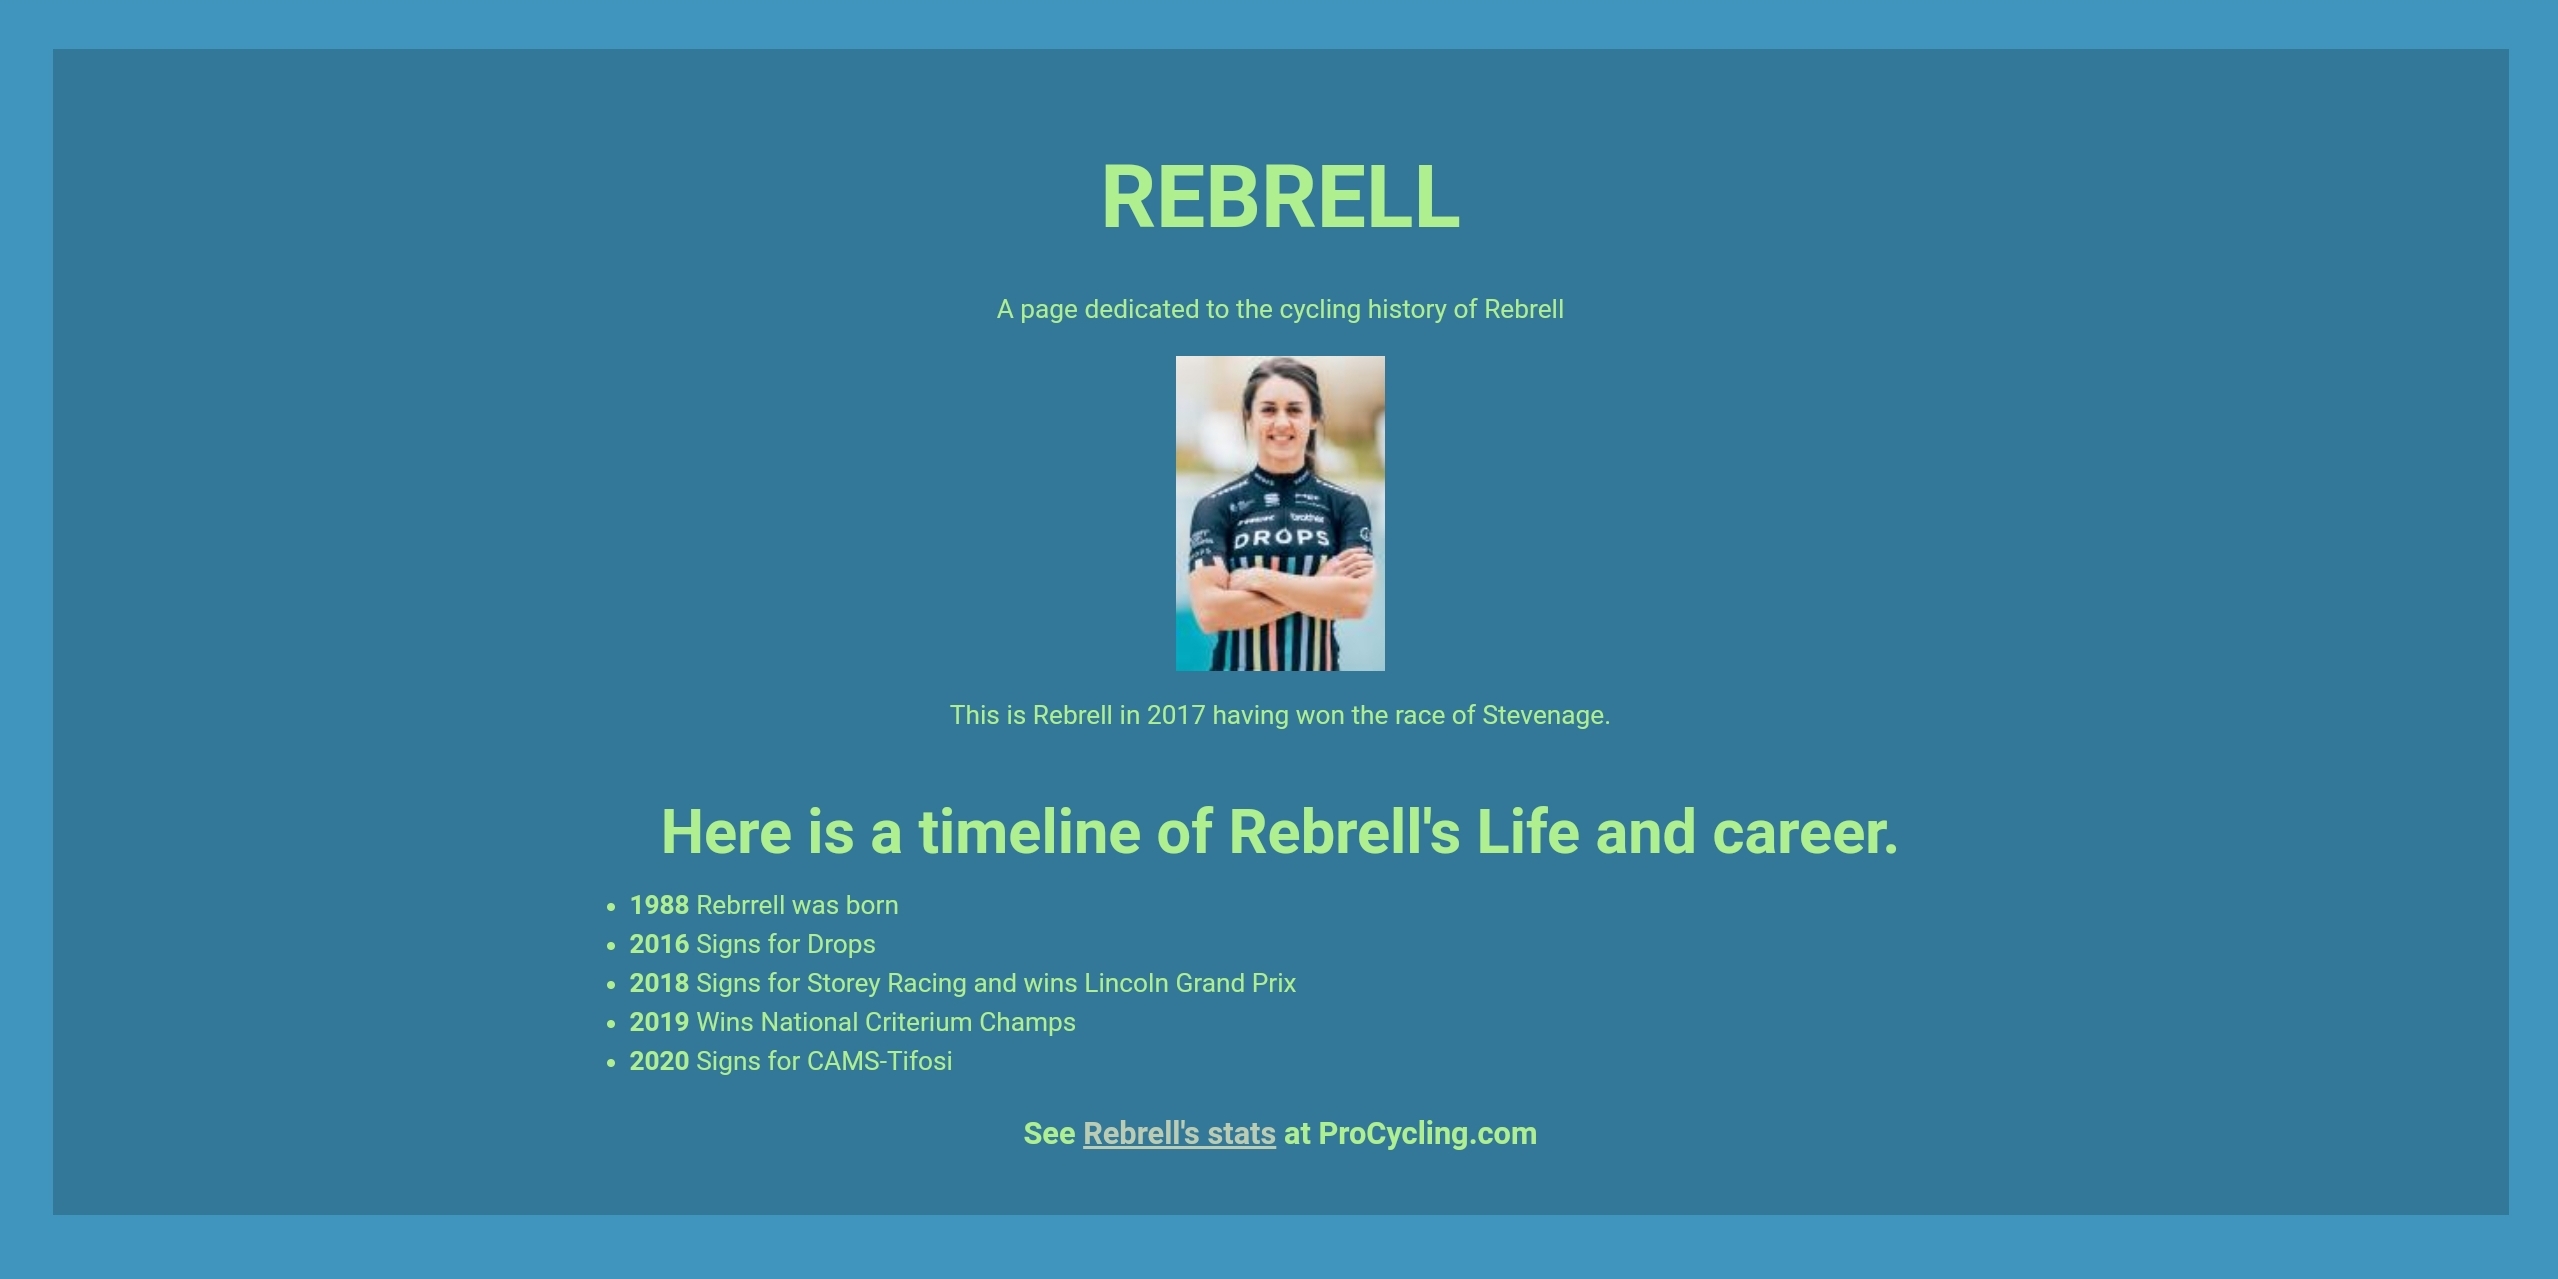 REBRELL
A page dedicated to the cycling history of Rebrell
brother
DROPS
This is Rebrell in 2017 having won the race of Stevenage.
Here is a timeline of Rebrell's Life and career.
1988 Rebrrell was born
2016 Signs for Drops
2018 Signs for Storey Racing and wins Lincoln Grand Prix
2019 Wins National Criterium Champs
2020 Signs for CAMS-Tifosi
See Rebrell's stats at ProCycling.com